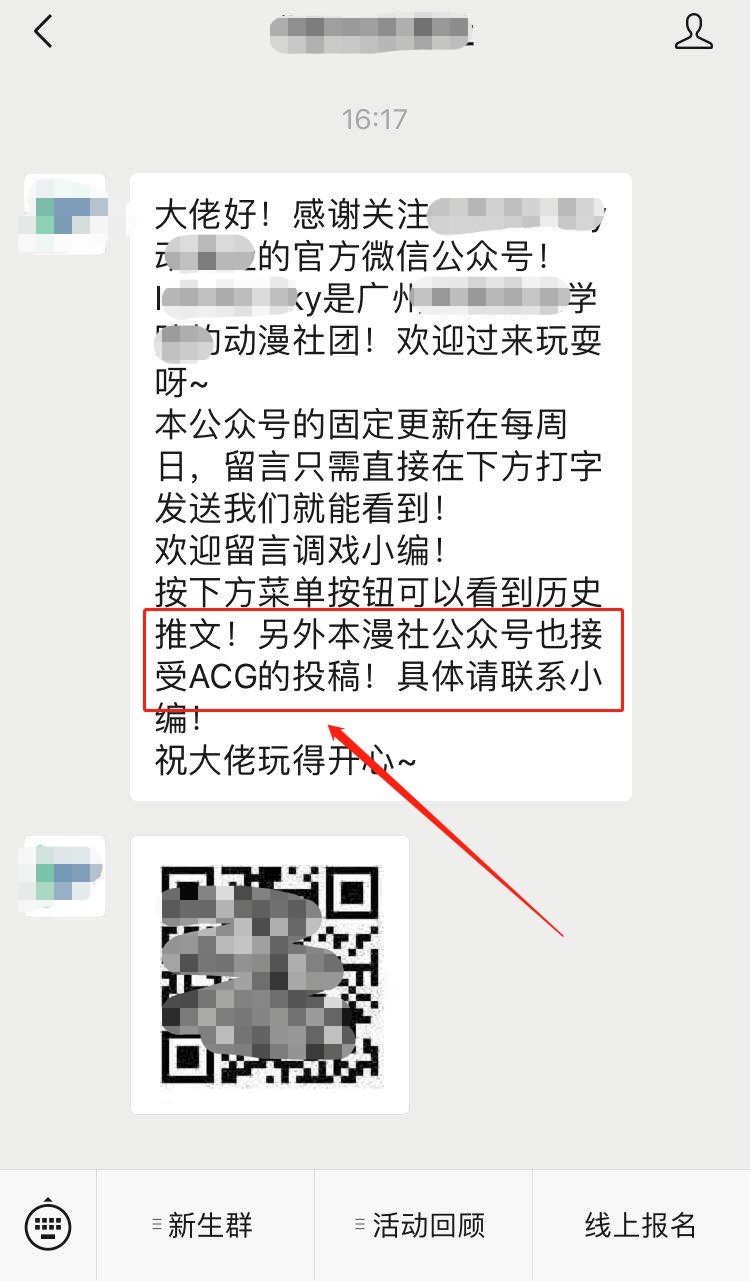 16:17
大佬好！感谢关注
的官方微信公众号！
ky是广州学
的动漫社团！欢迎过来玩耍
呀~
本公众号的固定更新在每周
日，留言只需直接在下方打字
发送我们就能看到！
欢迎留言调戏小编！
按下方菜单按钮可以看到历史
推文！另外本漫社公众号也接
受ACG的投稿！具体请联系小
编！
祝大佬玩得开心~
新生群
活动回顾
线上报名